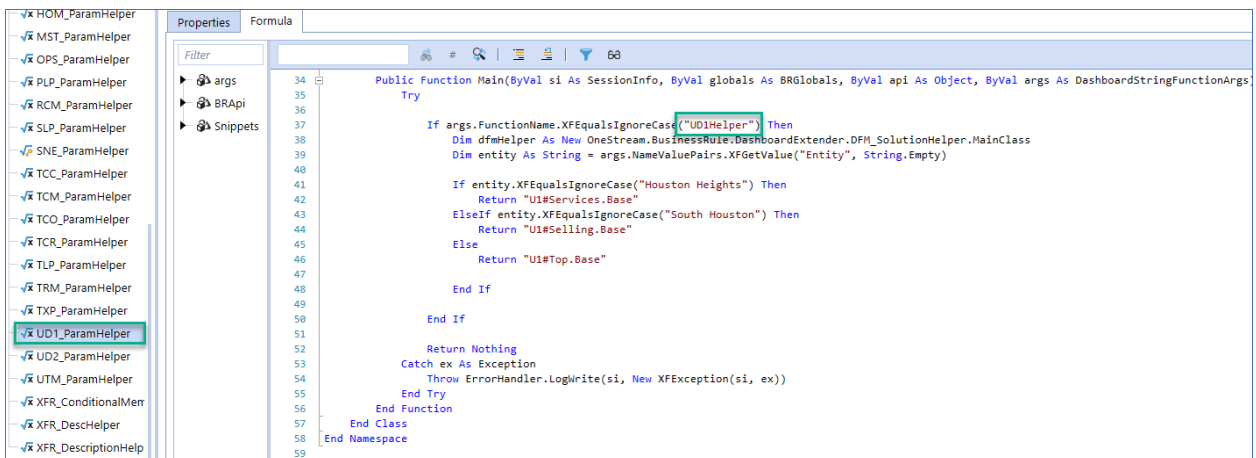 HOM_ParamHelper
MST_ParamHelper
OPS_ParamHelper
PLP_ParamHelper
RCM_ParamHelper
SLP_ParamHelper
SNE_ParamHelper
TCC_ParamHelper
TCM_ParamHelper
TCO_ParamHelper
TCR_ParamHelper
TLP_ParamHelper
TRM_ParamHelper
TXP_ParamHelper
UD1_ParamHelper
UD2_ParamHelper
UTM_ParamHelper
XFR_ConditionalMem
XFR_DescHelper
XFR_DescriptionHelp
Properties Formula
Filter
args
BRApi
Snippets
34 Public Function Main(ByVal si As SessionInfo, ByVal globals As BRGlobals, ByVal api As Object, ByVal args As DashboardStringFunctionArgs)
35 Try
36
37 If args.FunctionName.XFEqualsIgnoreCase("UD1Helper") Then
38 Dim dfmHelper As New OneStream.BusinessRule.DashboardExtender.DFM_SolutionHelper.MainClass
39 Dim entity As String = args.NameValuePairs.XFGetValue("Entity", String.Empty)
40
41 If entity.XFEqualsIgnoreCase("Houston Heights") Then
42 Return "U1#Services.Base"
43 ElseIf entity.XFEqualsIgnoreCase("South Houston") Then
44 Return "U1#Selling.Base"
45 Else
46 Return "U1#Top.Base"
47
48 End If
49
50 End If
51
52 Return Nothing
53 Catch ex As Exception
54 Throw ErrorHandler.LogWrite(si, New XFException(si, ex))
55 End Try
56 End Function
57 End Class
58 End Namespace
59